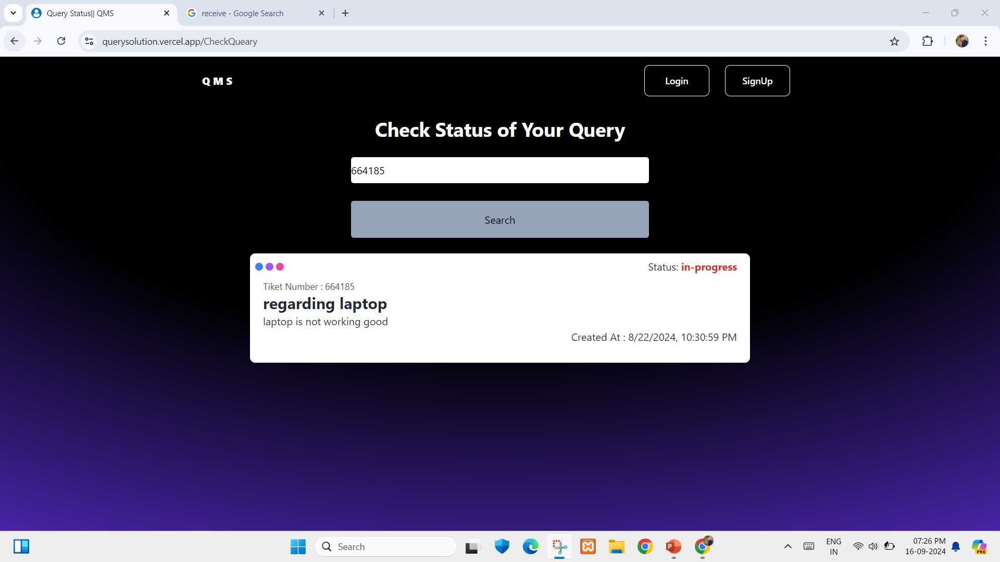 Query Status|| QMS
receive - Google Search
querysolution.vercel.app/CheckQueary
QMS
Login
SignUp
Check Status of Your Query
664185
Search
Status: in-progress
Tiket Number : 664185
regarding laptop
laptop is not working good
Created At : 8/22/2024, 10:30:59 PM
Search
ENG
IN
07:26 PM
16-09-2024
PRE